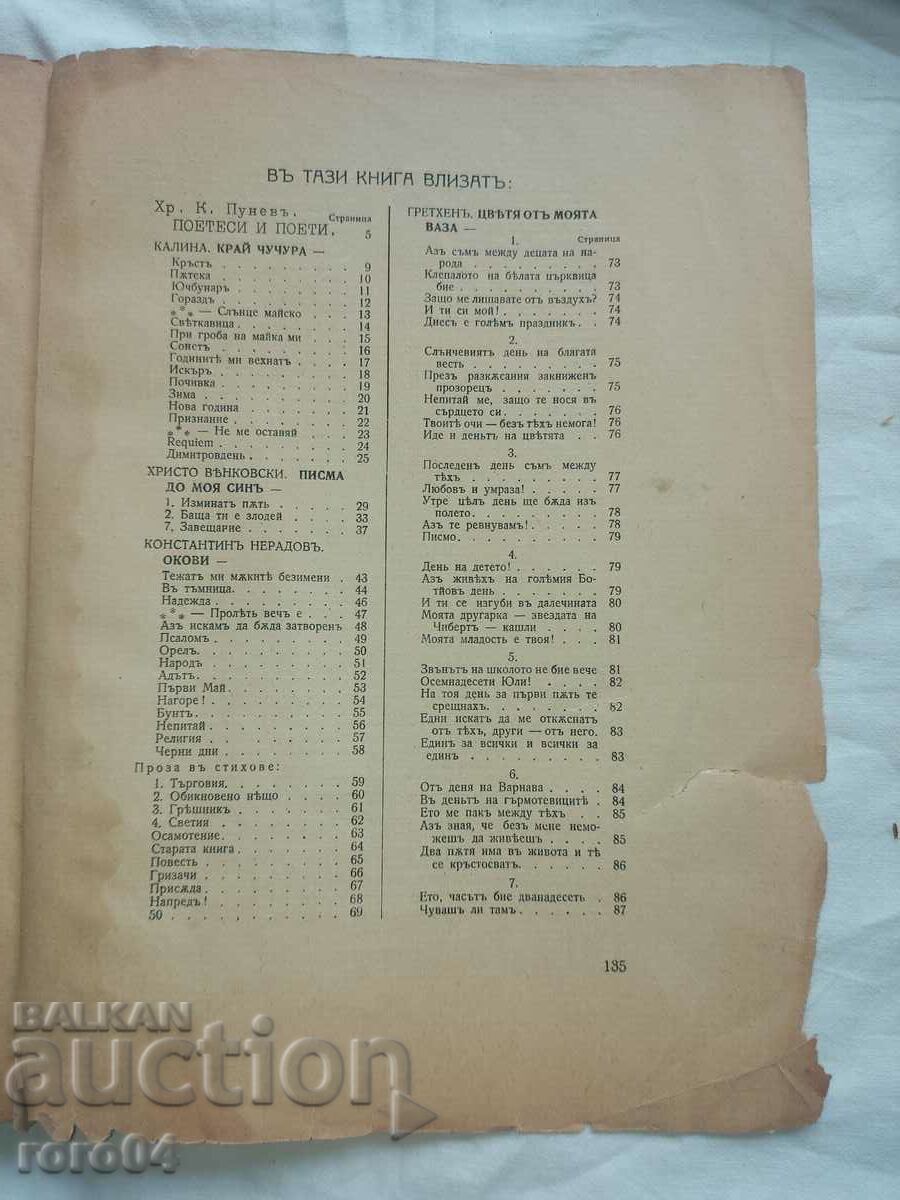 ВЪ ТАЗИ КНИГА ВЛИЗАТЪ:
Хр. К. Пуневъ. Страница
ПОЕТЕСИ И ПОЕТИ. 5
КАЛИНА. КРАЙ ЧУЧУРА —
Кръстъ . . . . . . . . 9
Пѫтека . . . . . . . . 10
Ючбунаръ . . . . . . . 11
Гораздъ . . . . . . . . 12
*** — Слънце майско . . . 13
Свѣткавица . . . . . . . 14
При гроба на майка ми . . . 15
Сонетъ . . . . . . . . 16
Годинитѣ ми вехнатъ . . . . 17
Искъръ . . . . . . . . 18
Почивка . . . . . . . . 19
Зима . . . . . . . . . 20
Нова година . . . . . . . 21
Признание . . . . . . . 22
*** — Не ме оставяй . . . . 23
Requiem . . . . . . . . 24
Димитровдень . . . . . . 25
ХРИСТО ВѢНКОВСКИ. ПИСМА
ДО МОЯ СИНЪ —
1. Изминатъ пѫть . . . . . 29
2. Баща ти е злодей . . . . 33
7. Завещание . . . . . . . 37
КОНСТАНТИНЪ НЕРАДОВЪ.
ОКОВИ —
Тежатъ ми мѫкитѣ безимени . 43
Въ тъмница. . . . . . . . 44
Надежда . . . . . . . . 46
*** — Пролѣть вечъ е . . . 47
Азъ искамъ да бѫда затворенъ 48
Псаломъ . . . . . . . . 49
Орелъ. . . . . . . . . 50
Народъ . . . . . . . . 51
Адътъ. . . . . . . . . 52
Първи Май. . . . . . . . 53
Нагоре! . . . . . . . . 54
Бунтъ. . . . . . . . . 55
Непитай . . . . . . . . 56
Религия . . . . . . . . 57
Черни дни . . . . . . . 58
Проза въ стихове:
1. Търговия. . . . . . . . 59
2. Обикновено нѣщо . . . . 60
3. Грѣшникъ . . . . . . . 61
4. Светия . . . . . . . . 62
Осамотение. . . . . . . . 63
Старята книга . . . . . . . 64
Повесть . . . . . . . . 65
Гризачи . . . . . . . . 66
Присѫда. . . . . . . . 67
Напредъ! . . . . . . . . 68
50 . . . . . . . . . . 69
ГРЕТХЕНЪ. ЦВѢТЯ ОТЪ МОЯТА
ВАЗА —
1. Страница
Азъ съмъ между децата на на-
рода . . . . . . . . . 73
Клепалото на бѣлата църквица
бие . . . . . . . . . 73
Защо ме лишавате отъ въздухъ? 74
И ти си мой! . . . . . . . 74
Днесъ е голѣмъ праздникъ. . . 74
2.
Слънчевиятъ день на благата
весть . . . . . . . . . 75
Презъ разкѫсания закниженъ
прозорецъ . . . . . . . 75
Непитай ме, защо те нося въ
сърдцето си . . . . . . . 76
Твоитѣ очи — безъ тѣхъ немога! 76
Иде и деньтъ на цвѣтята . . 76
3.
Последенъ день съмъ между
тѣхъ . . . . . . . . . 77
Любовъ и умраза! . . . . . 77
Утре цѣлъ день ще бѫда изъ
полето. . . . . . . . . 78
Азъ те ревнувамъ! . . . . . 78
Писмо. . . . . . . . . 79
4.
День на детето! . . . . . . 79
Азъ живѣхъ на голѣмия Бо-
тйовъ день . . . . . . . 79
И ти се изгуби въ далечината 80
Моята другарка — звездата на
Чибертъ — кашли . . . . 80
Моята младость е твоя! . . . 81
5.
Звънътъ на школото не бие вече 81
Осемнадесети Юли! . . . . 82
На тоя день за първи пѫть те
срещнахъ. . . . . . . . 82
Едни искатъ да ме откѫснатъ
отъ тѣхъ, други — отъ него. 83
Единъ за всички и всички за
единъ . . . . . . . . . 83
6.
Отъ деня на Варнава . . . . 84
Въ деньтъ на гърмотевицитѣ . 84
Ето ме пакъ между тѣхъ . . . 85
Азъ зная, че безъ мене немо-
жешъ да живѣешъ . . . . 85
Два пѫтя има въ живота и тѣ
се кръстосватъ. . . . . . 86
7.
Ето, часътъ бие дванадесеть . 86
Чувашъ ли тамъ. . . . . . 87
135
BALKAN
auction
roro04